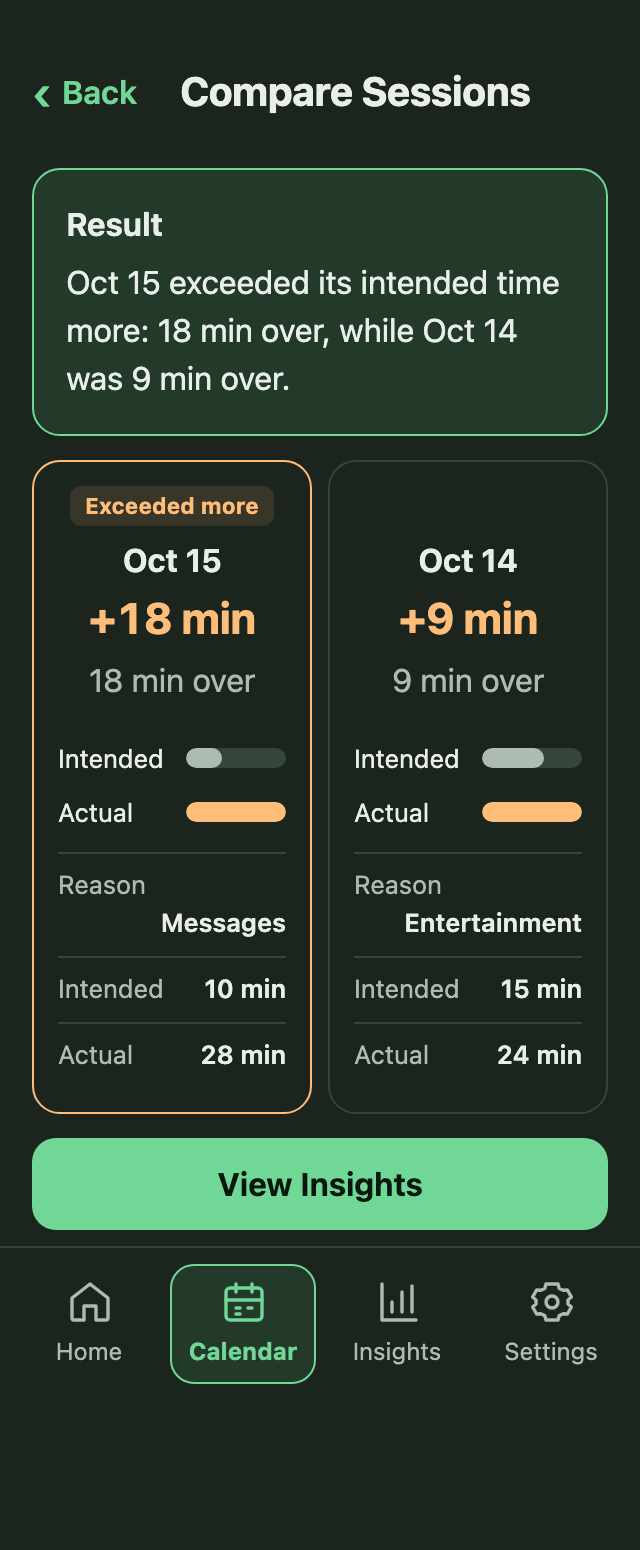 ‹ Back
Compare Sessions
Result
Oct 15 exceeded its intended time
more: 18 min over, while Oct 14
was 9 min over.
Exceeded more
Oct 15
+18 min
18 min over
Intended
Actual
Reason
Messages
Intended 10 min
Actual 28 min
Oct 14
+9 min
9 min over
Intended
Actual
Reason
Entertainment
Intended 15 min
Actual 24 min
View Insights
Home
Calendar
Insights
Settings